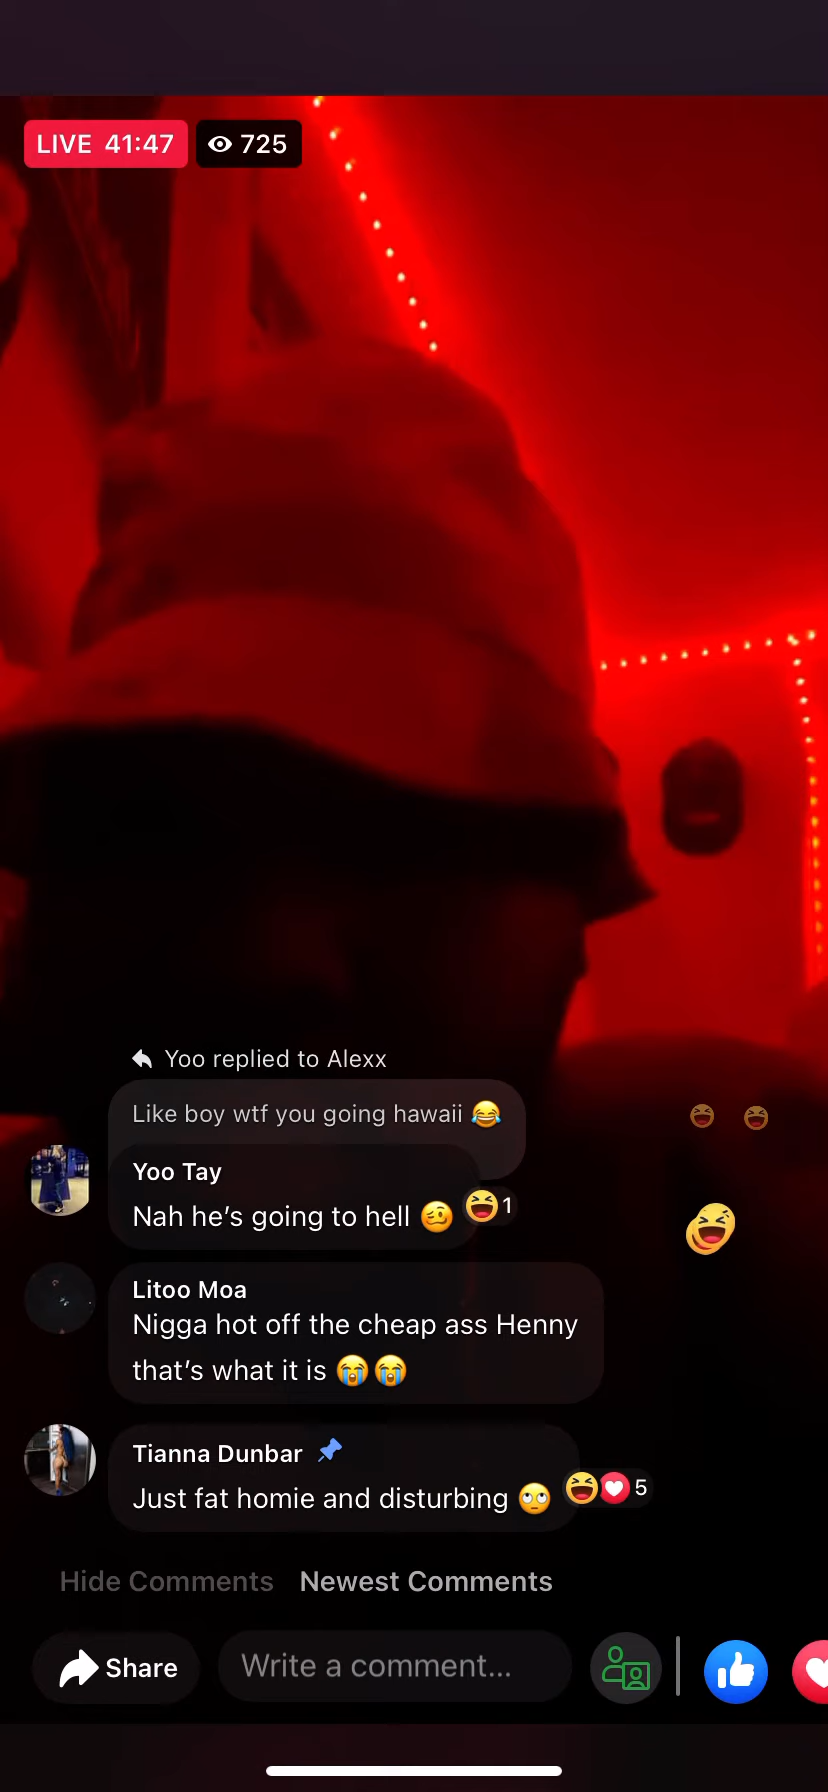 LIVE 41:47 725
Yoo replied to Alexx
Like boy wtf you going hawaii 😂
Yoo Tay
Nah he's going to hell 🥴 😆 1
Litoo Moa
Nigga hot off the cheap ass Henny
that's what it is 😭😭
Tianna Dunbar 📌
Just fat homie and disturbing 🙄 😆❤️ 5
Hide Comments Newest Comments
Share Write a comment...